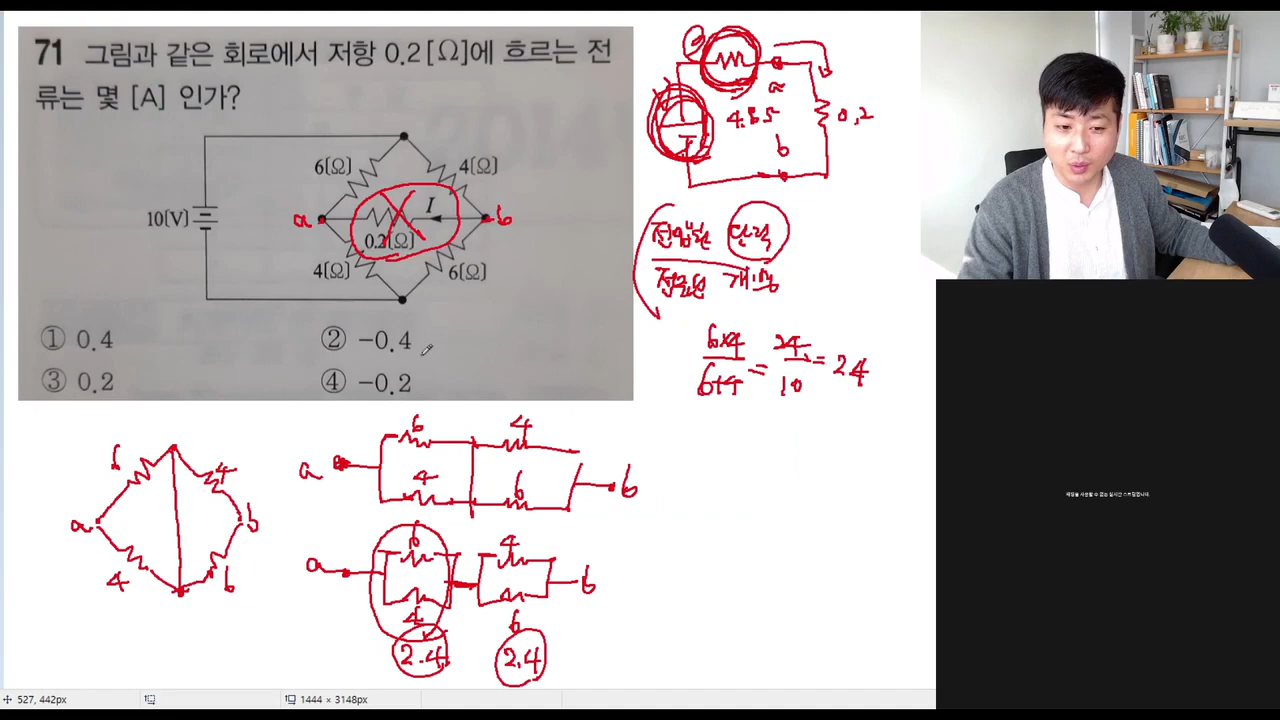 71 그림과 같은 회로에서 저항 0.2[Ω]에 흐르는 전
류는 몇 [A] 인가?
6[Ω]
4[Ω]
10[V]
a
I
b
0.2[Ω]
4[Ω]
6[Ω]
① 0.4
② -0.4
③ 0.2
④ -0.2
a
0.2
b
전압원 단락
전류원 개방
6×4
6+4
=
24
10
= 2.4
6
4
a
b
4
6
a
6
4
4
6
b
a
6
4
4
6
b
2.4
2.4
527, 442px
1444 × 3148px